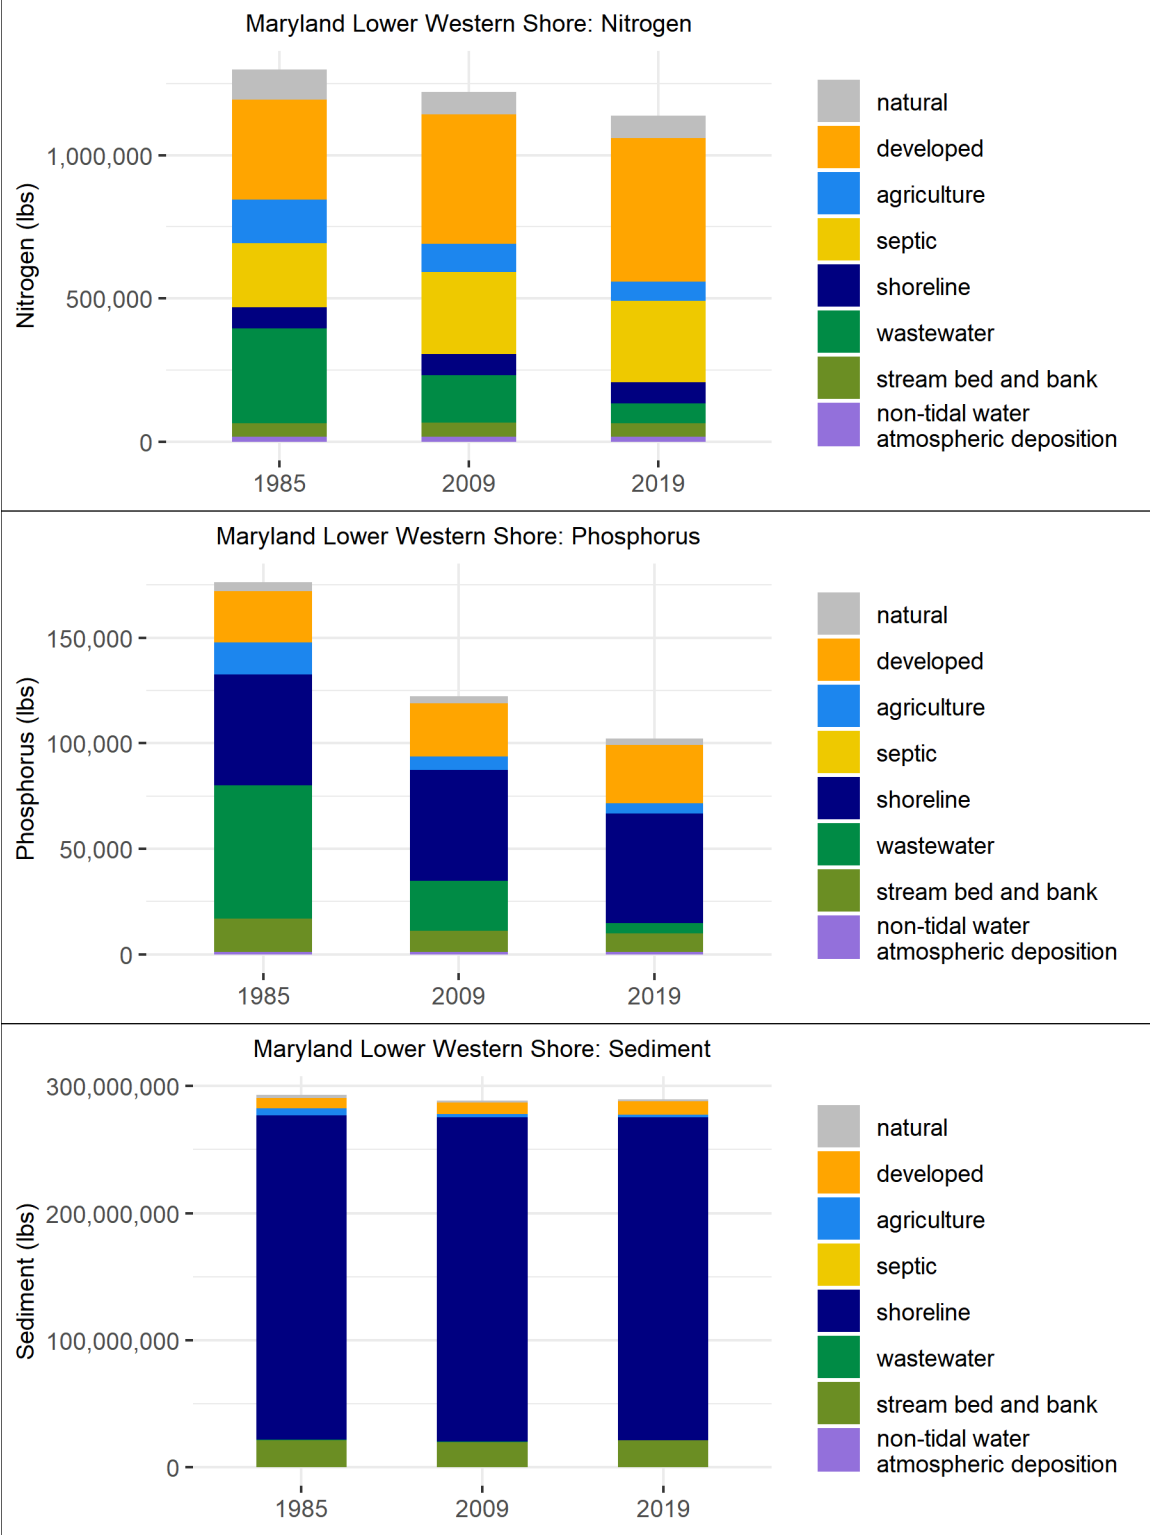 Maryland Lower Western Shore: Nitrogen
Nitrogen (lbs)
1,000,000
500,000
0
1985
2009
2019
natural
developed
agriculture
septic
shoreline
wastewater
stream bed and bank
non-tidal water
atmospheric deposition
Maryland Lower Western Shore: Phosphorus
Phosphorus (lbs)
150,000
100,000
50,000
0
1985
2009
2019
natural
developed
agriculture
septic
shoreline
wastewater
stream bed and bank
non-tidal water
atmospheric deposition
Maryland Lower Western Shore: Sediment
Sediment (lbs)
300,000,000
200,000,000
100,000,000
0
1985
2009
2019
natural
developed
agriculture
septic
shoreline
wastewater
stream bed and bank
non-tidal water
atmospheric deposition